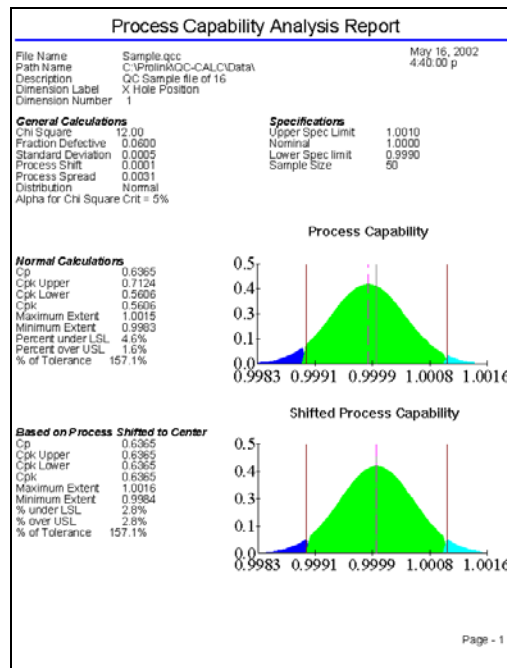 Process Capability Analysis Report
File Name Sample.qcc
May 16, 2002
Path Name C:\Prolink\QC-CALC\Data\
4:40:00 p
Description QC Sample file of 16
Dimension Label X Hole Position
Dimension Number 1
General Calculations
Chi Square 12.00
Fraction Defective 0.0600
Standard Deviation 0.0005
Process Shift 0.0001
Process Spread 0.0031
Distribution Normal
Alpha for Chi Square Crit = 5%
Specifications
Upper Spec Limit 1.0010
Nominal 1.0000
Lower Spec limit 0.9990
Sample Size 50
Process Capability
Normal Calculations
Cp 0.6365
Cpk Upper 0.7124
Cpk Lower 0.5606
Cpk 0.5606
Maximum Extent 1.0015
Minimum Extent 0.9983
Percent under LSL 4.6%
Percent over USL 1.6%
% of Tolerance 157.1%
0.5
0.4
0.3
0.1
0.0
0.9983 0.9991 0.9999 1.0008 1.0016
Shifted Process Capability
Based on Process Shifted to Center
Cp 0.6365
Cpk Upper 0.6365
Cpk Lower 0.6365
Cpk 0.6365
Maximum Extent 1.0016
Minimum Extent 0.9984
% under LSL 2.8%
% over USL 2.8%
% of Tolerance 157.1%
0.5
0.4
0.3
0.1
0.0
0.9983 0.9991 0.9999 1.0008 1.0016
Page - 1